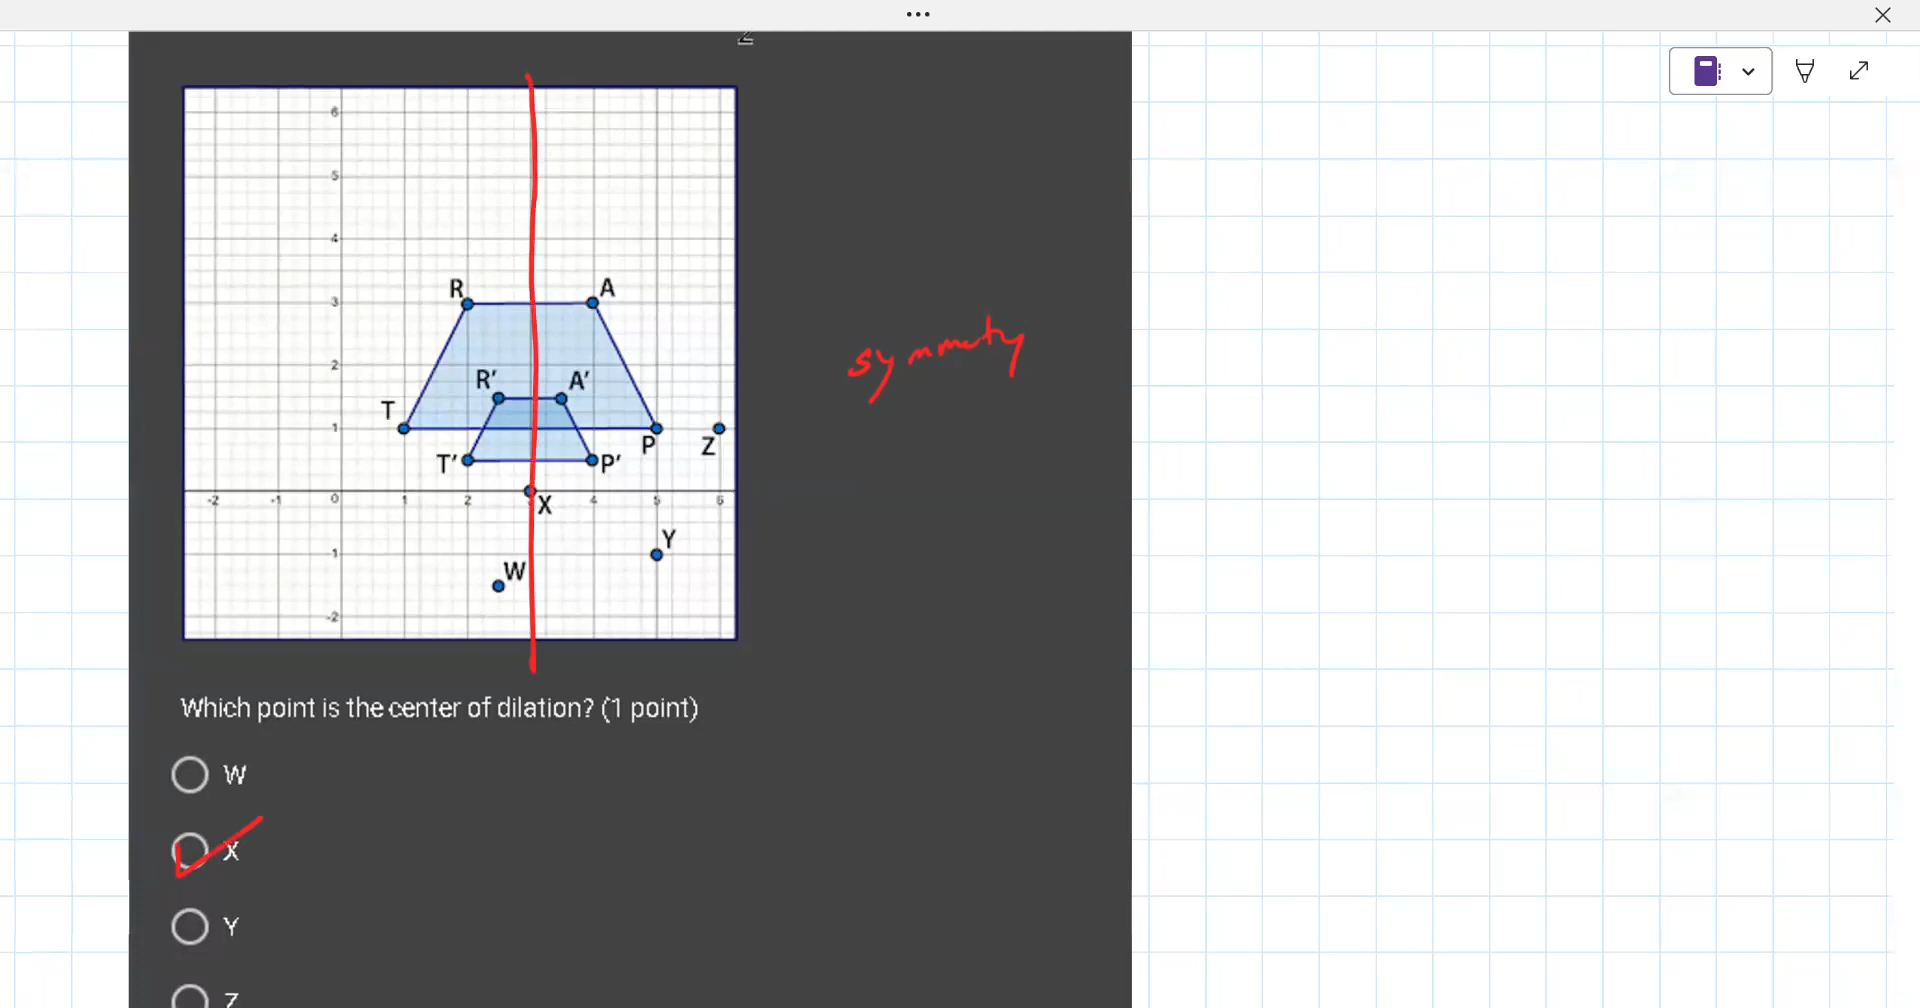 6
5
4
R A
3
symmety
2
R′ A′
T
1
P Z
T′ P′
-2 -1 0 1 2 4 5 6
X
Y
-1
W
-2
Which point is the center of dilation? (1 point)
W
X
Y
Z